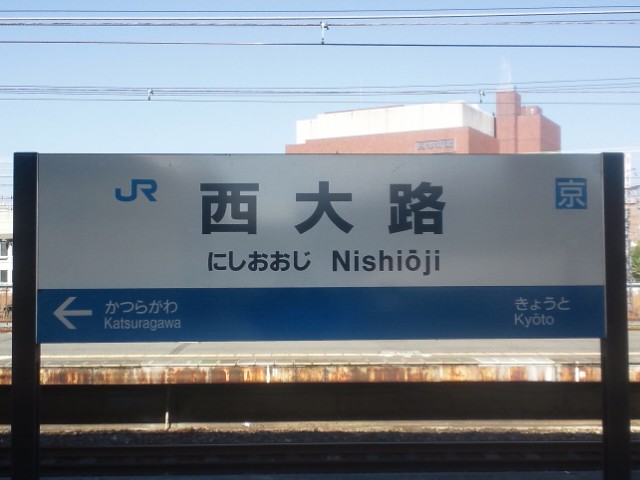 JR
西大路
京
にしおおじ Nishiōji
← かつらがわ
Katsuragawa
きょうと
Kyōto